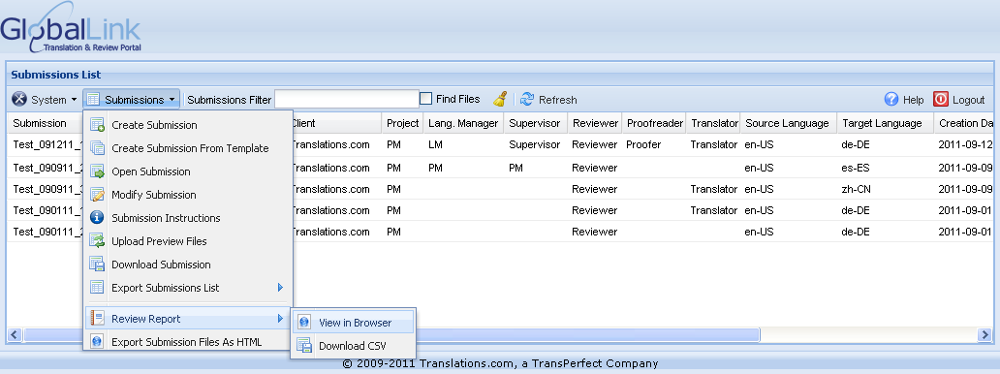 GlobalLink
Translation & Review Portal
Submissions List
System Submissions Submissions Filter Find Files Refresh Help Logout
Submission Client Project Lang. Manager Supervisor Reviewer Proofreader Translator Source Language Target Language Creation Da
Test_091211_1 Translations.com PM LM Supervisor Reviewer Proofer Translator en-US de-DE 2011-09-12
Test_090911_2 Translations.com PM PM PM Reviewer en-US es-ES 2011-09-09
Test_090911_3 Translations.com PM Reviewer Translator en-US zh-CN 2011-09-09
Test_090111_1 Translations.com PM Reviewer Translator en-US de-DE 2011-09-01
Test_090111_2 Translations.com PM Reviewer en-US de-DE 2011-09-01
Create Submission
Create Submission From Template
Open Submission
Modify Submission
Submission Instructions
Upload Preview Files
Download Submission
Export Submissions List
Review Report
Export Submission Files As HTML
View in Browser
Download CSV
© 2009-2011 Translations.com, a TransPerfect Company